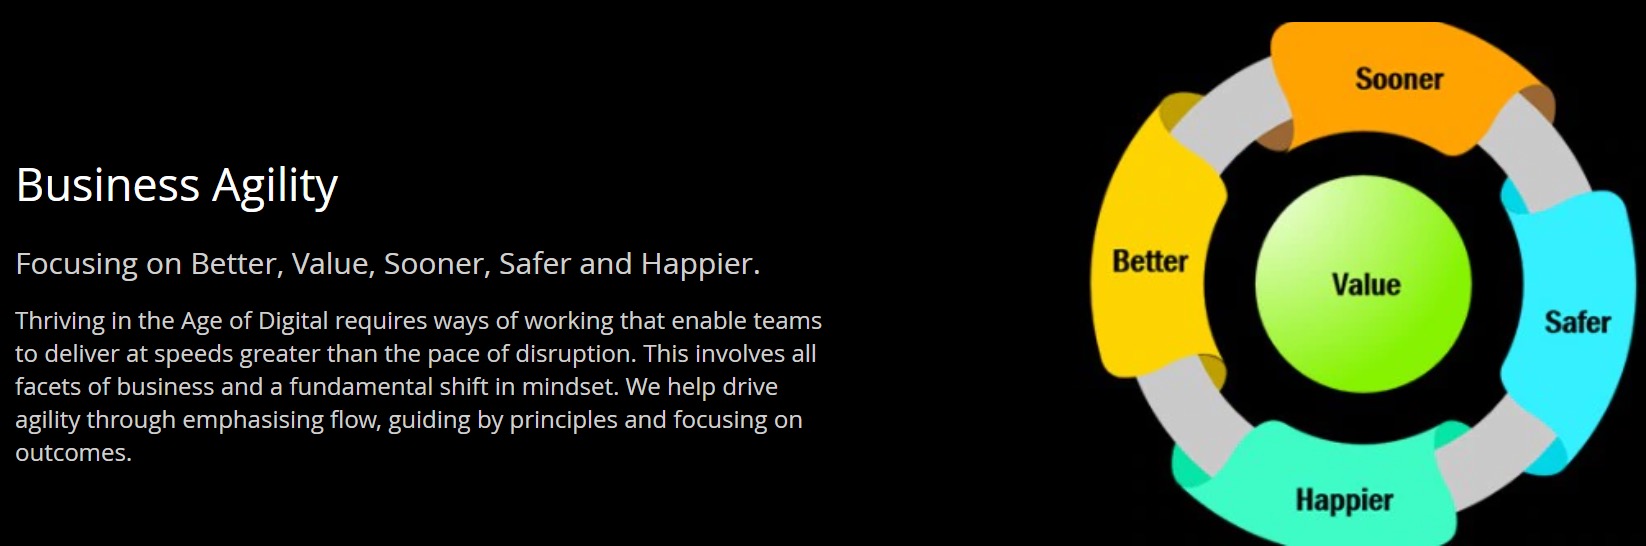 Business Agility
Focusing on Better, Value, Sooner, Safer and Happier.
Thriving in the Age of Digital requires ways of working that enable teams
to deliver at speeds greater than the pace of disruption. This involves all
facets of business and a fundamental shift in mindset. We help drive
agility through emphasising flow, guiding by principles and focusing on
outcomes.
Sooner
Better
Value
Safer
Happier